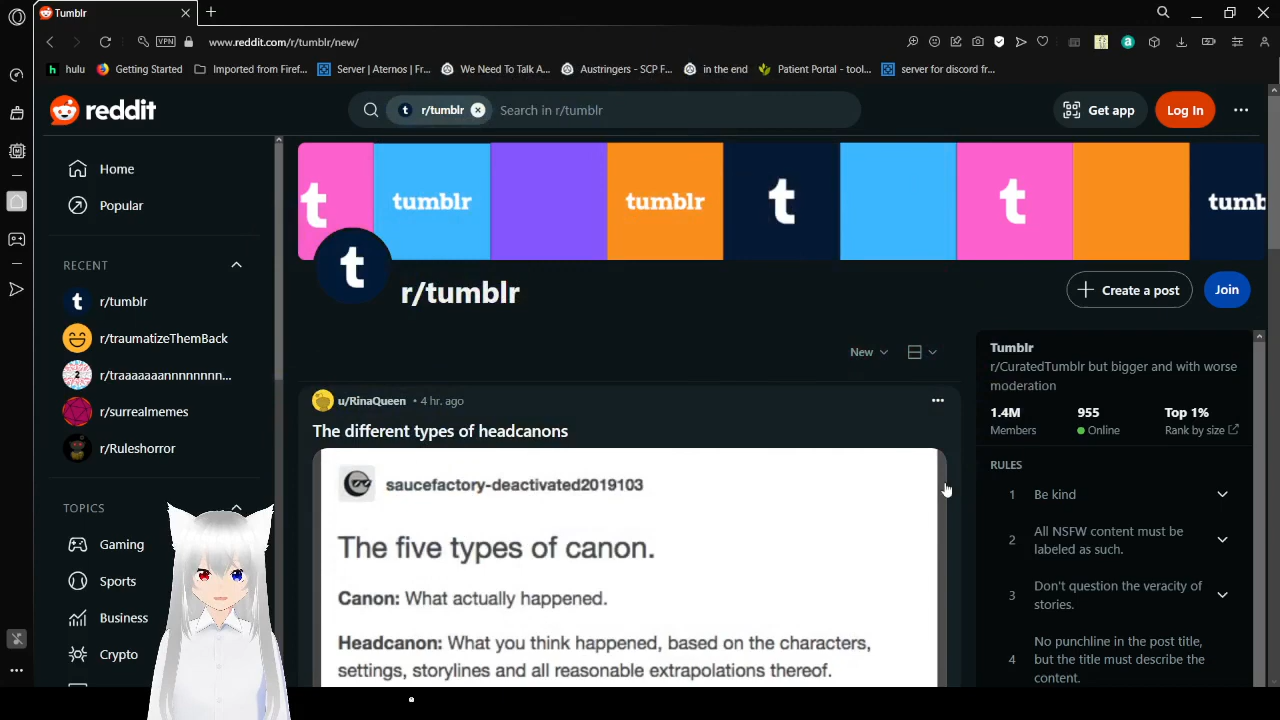 Tumblr
VPN
www.reddit.com/r/tumblr/new/
h hulu
Getting Started
Imported from Firef...
Server | Aternos | Fr...
We Need To Talk A...
Austringers - SCP F...
in the end
Patient Portal - tool...
server for discord fr...
reddit
r/tumblr
Search in r/tumblr
Get app
Log In
t
tumblr
tumblr
t
t
tumb
t
r/tumblr
Create a post
Join
Home
Popular
RECENT
t r/tumblr
r/traumatizeThemBack
2 r/traaaaaaannnnnnnn...
r/surrealmemes
r/Ruleshorror
TOPICS
Gaming
Sports
Business
Crypto
New
u/RinaQueen • 4 hr. ago
The different types of headcanons
saucefactory-deactivated2019103
The five types of canon.
Canon: What actually happened.
Headcanon: What you think happened, based on the characters,
settings, storylines and all reasonable extrapolations thereof.
Tumblr
r/CuratedTumblr but bigger and with worse
moderation
1.4M
Members
955
Online
Top 1%
Rank by size
RULES
1 Be kind
2 All NSFW content must be
labeled as such.
3 Don't question the veracity of
stories.
4 No punchline in the post title,
but the title must describe the
content.